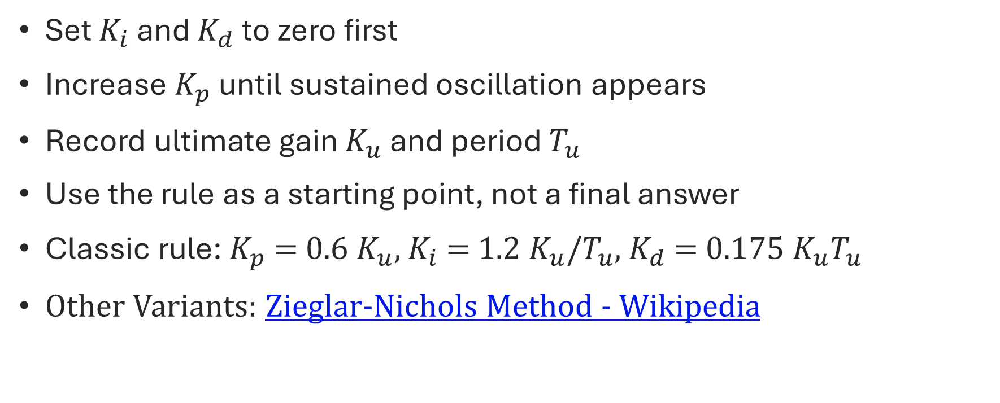 • Set K_i and K_d to zero first
• Increase K_p until sustained oscillation appears
• Record ultimate gain K_u and period T_u
• Use the rule as a starting point, not a final answer
• Classic rule: K_p = 0.6 K_u, K_i = 1.2 K_u/T_u, K_d = 0.175 K_uT_u
• Other Variants: Zieglar-Nichols Method - Wikipedia